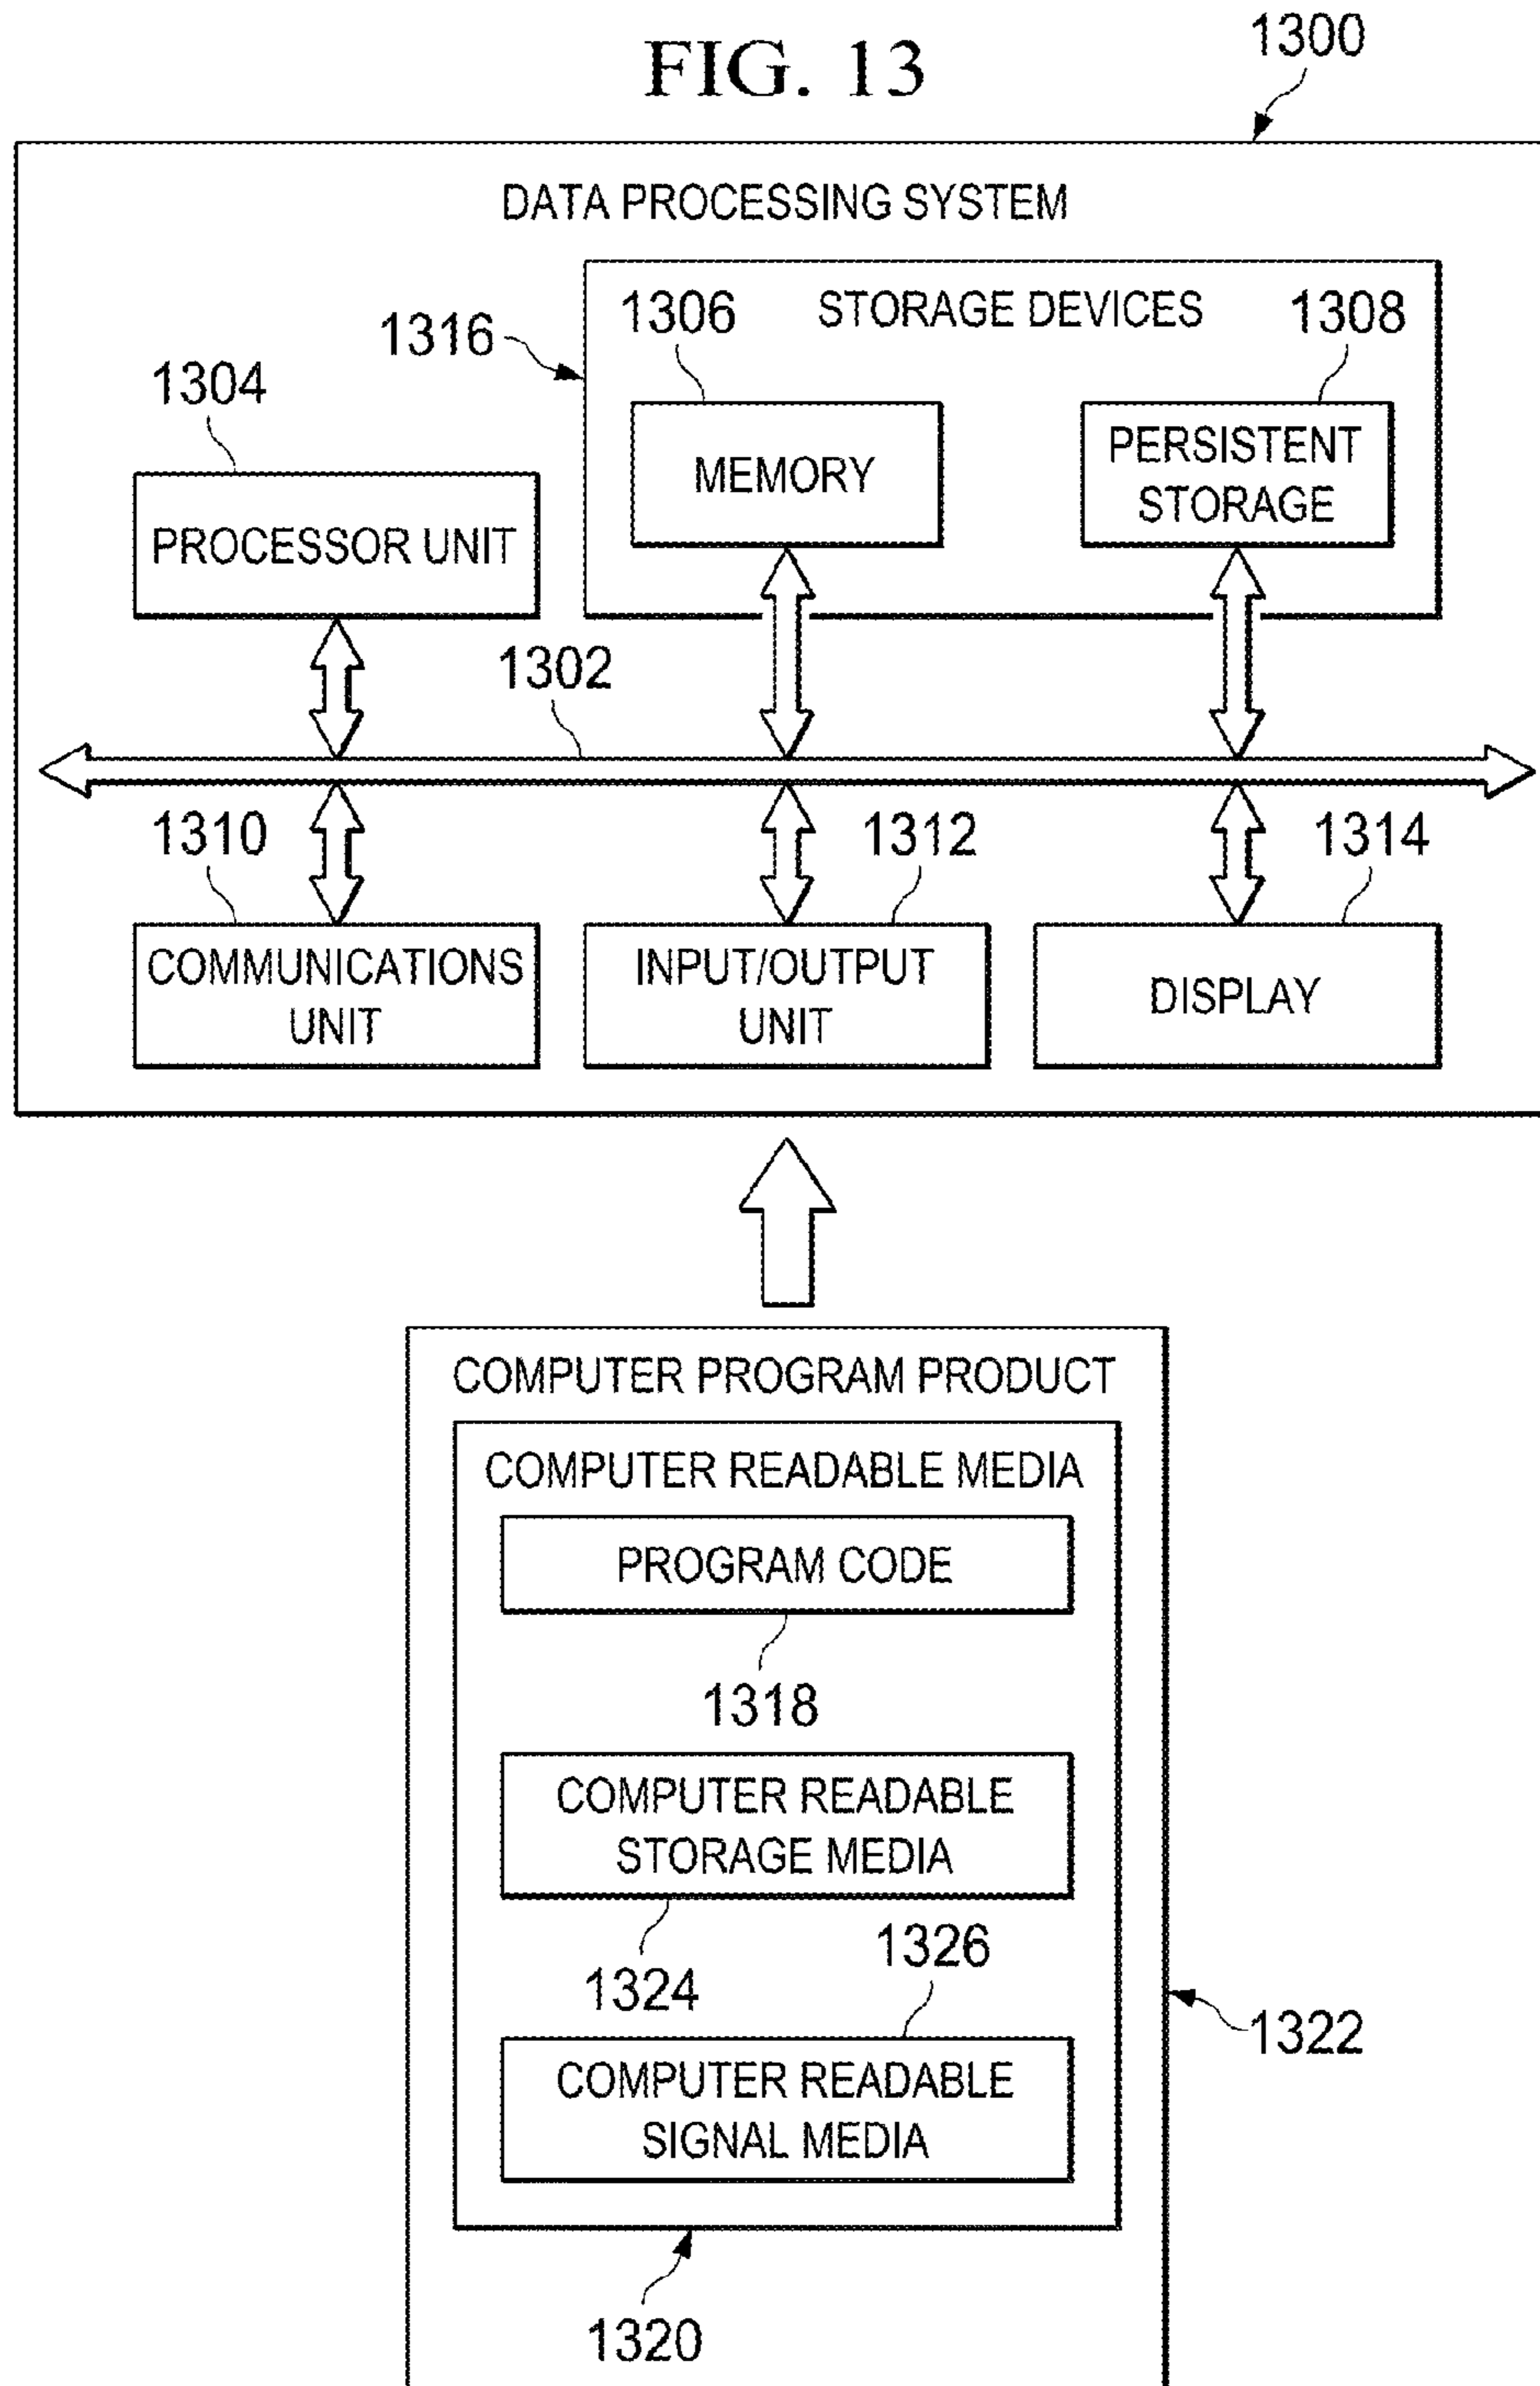 FIG. 13
1300
DATA PROCESSING SYSTEM
1316
1306
STORAGE DEVICES
1308
1304
MEMORY
PERSISTENT
STORAGE
PROCESSOR UNIT
1302
1310
1312
1314
COMMUNICATIONS
UNIT
INPUT/OUTPUT
UNIT
DISPLAY
COMPUTER PROGRAM PRODUCT
COMPUTER READABLE MEDIA
PROGRAM CODE
1318
COMPUTER READABLE
STORAGE MEDIA
1324
1326
1322
COMPUTER READABLE
SIGNAL MEDIA
1320